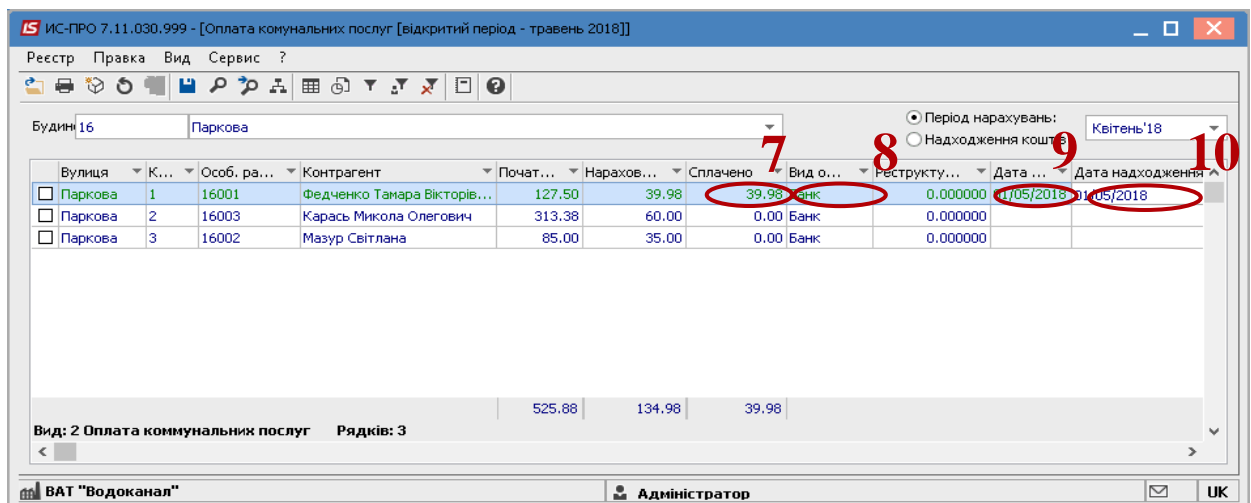 ИС-ПРО 7.11.030.999 - [Оплата комунальних послуг [відкритий період - травень 2018]]
Реєстр Правка Вид Сервис ?
Будин 16 Паркова
Період нарахувань:
Надходження коштів
Квітень'18
7 8 9 10
Вулиця К... Особ. ра... Контрагент Почат... Нарахов... Сплачено Вид о... Реструкту... Дата ... Дата надходження
Паркова 1 16001 Федченко Тамара Вікторів... 127.50 39.98 39.98 Банк 0.000000 01/05/2018 01/05/2018
Паркова 2 16003 Карась Микола Олегович 313.38 60.00 0.00 Банк 0.000000
Паркова 3 16002 Мазур Світлана 85.00 35.00 0.00 Банк 0.000000
525.88 134.98 39.98
Вид: 2 Оплата коммунальних послуг Рядків: 3
ВАТ "Водоканал" Адміністратор UK